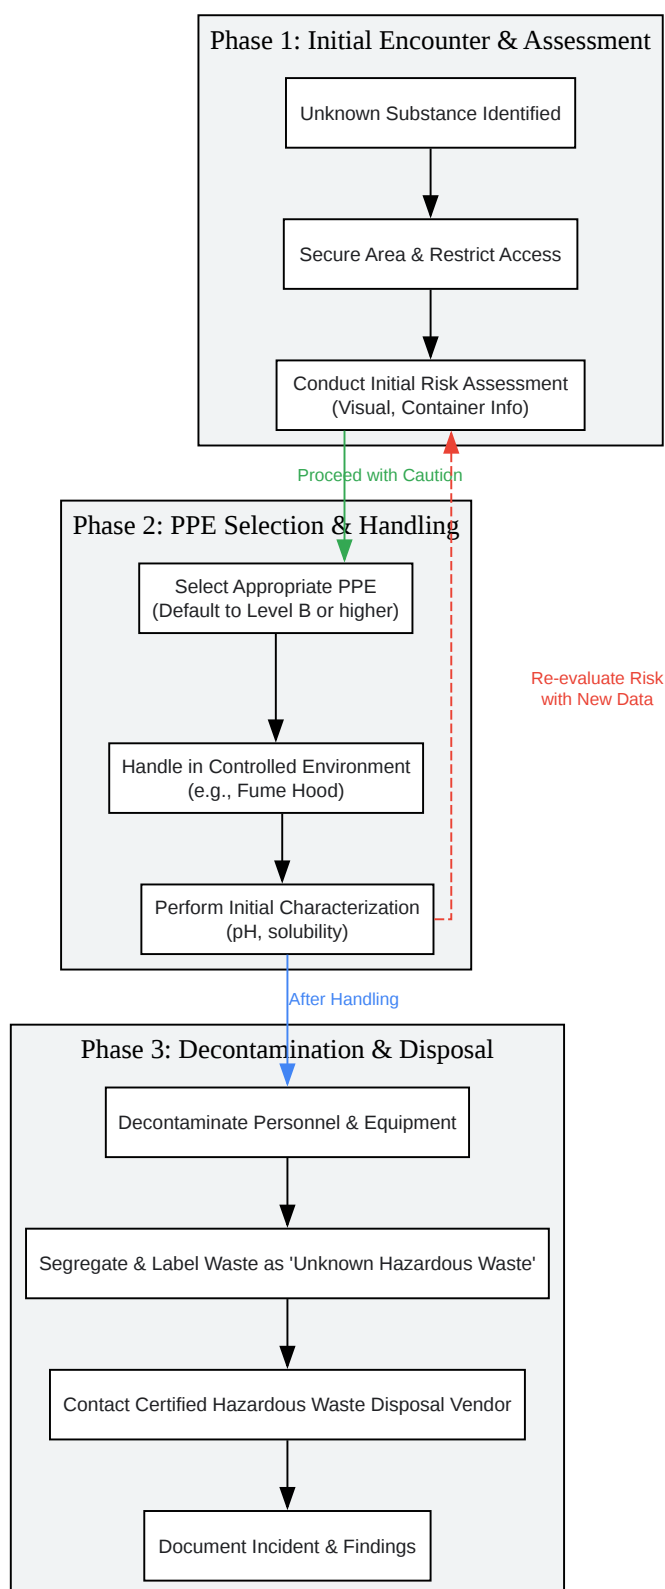 Phase 1: Initial Encounter & Assessment
Unknown Substance Identified
Secure Area & Restrict Access
Conduct Initial Risk Assessment
(Visual, Container Info)
Proceed with Caution
Phase 2: PPE Selection & Handling
Select Appropriate PPE
(Default to Level B or higher)
Re-evaluate Risk
with New Data
Handle in Controlled Environment
(e.g., Fume Hood)
Perform Initial Characterization
(pH, solubility)
After Handling
Phase 3: Decontamination & Disposal
Decontaminate Personnel & Equipment
Segregate & Label Waste as 'Unknown Hazardous Waste'
Contact Certified Hazardous Waste Disposal Vendor
Document Incident & Findings